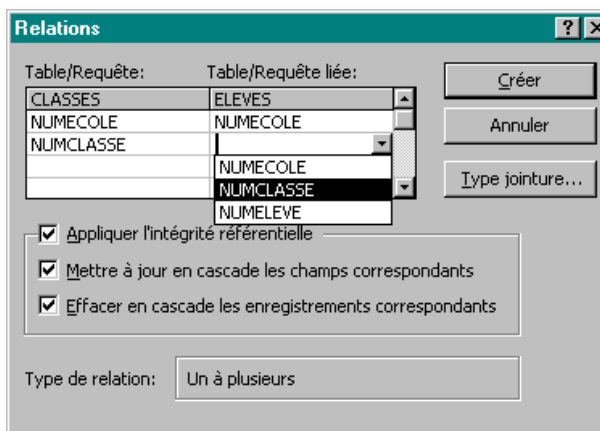 Relations
Table/Requête: Table/Requête liée:
CLASSES ELEVES
NUMECOLE NUMECOLE
NUMCLASSE
NUMECOLE
NUMCLASSE
NUMELEVE
Créer
Annuler
Type jointure...
Appliquer l'intégrité référentielle
Mettre à jour en cascade les champs correspondants
Effacer en cascade les enregistrements correspondants
Type de relation: Un à plusieurs